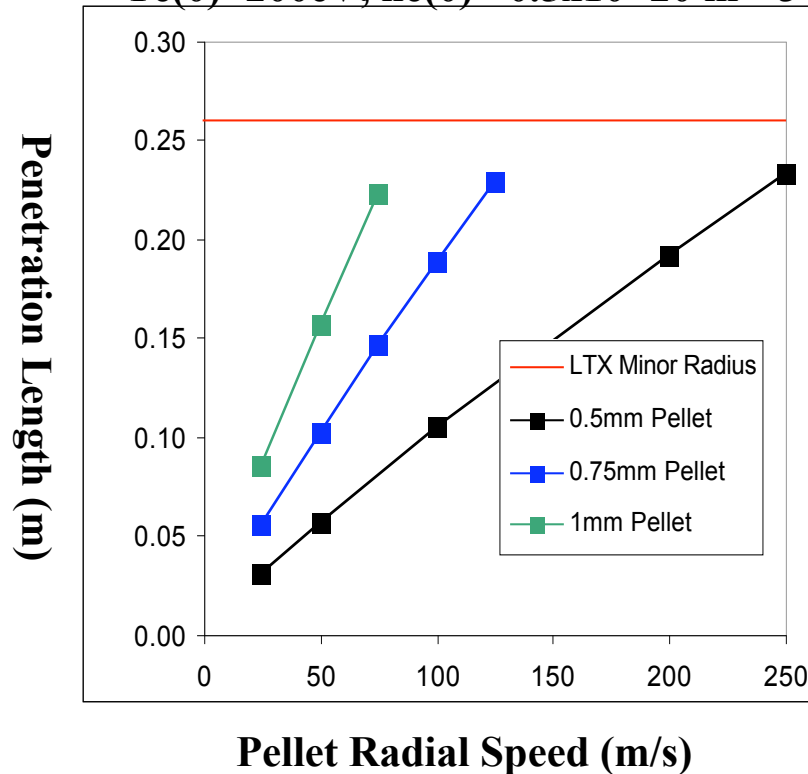 0.30
0.25
0.20
0.15
0.10
0.05
0.00
Penetration Length (m)
LTX Minor Radius
0.5mm Pellet
0.75mm Pellet
1mm Pellet
0 50 100 150 200 250
Pellet Radial Speed (m/s)